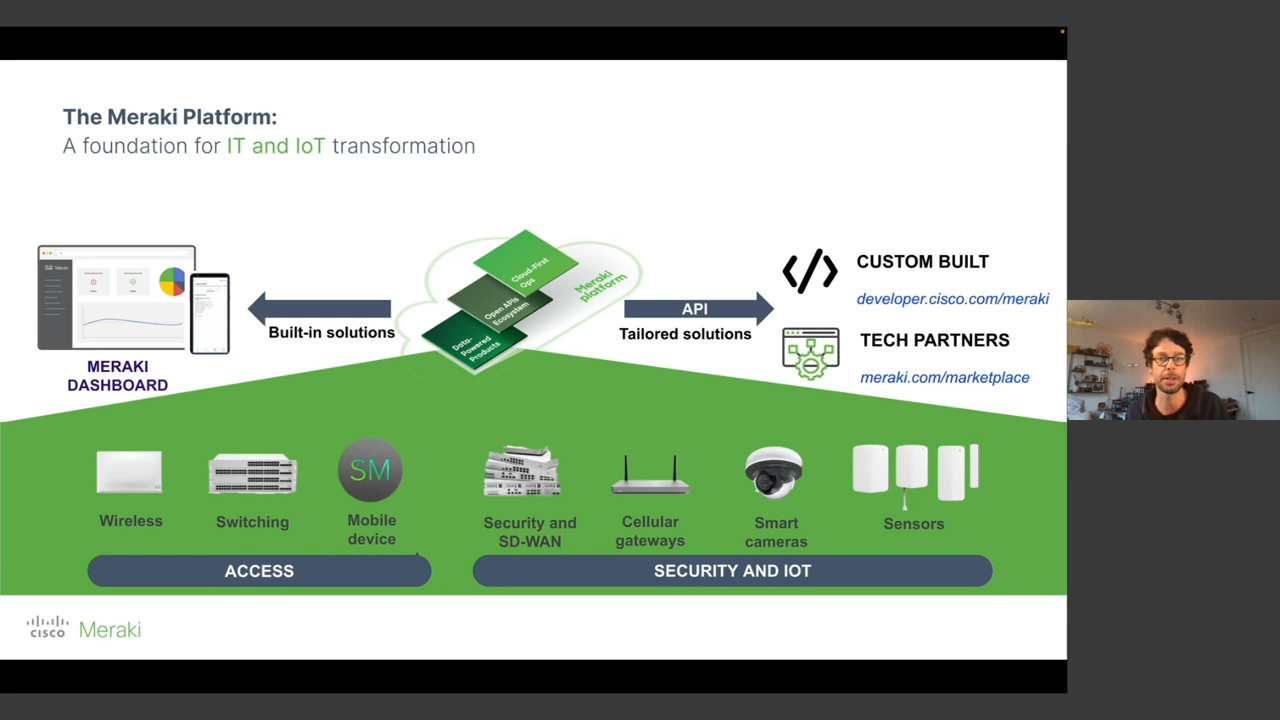 The Meraki Platform:
A foundation for IT and IoT transformation
Meraki
MERAKI
DASHBOARD
Built-in solutions
Cloud-First
Ops
Open APIs
Ecosystem
Data-
Powered
Products
Meraki
platform
API
Tailored solutions
CUSTOM BUILT
developer.cisco.com/meraki
TECH PARTNERS
meraki.com/marketplace
SM
Wireless
Switching
Mobile
device
Security and
SD-WAN
Cellular
gateways
Smart
cameras
Sensors
ACCESS
SECURITY AND IOT
CISCO Meraki